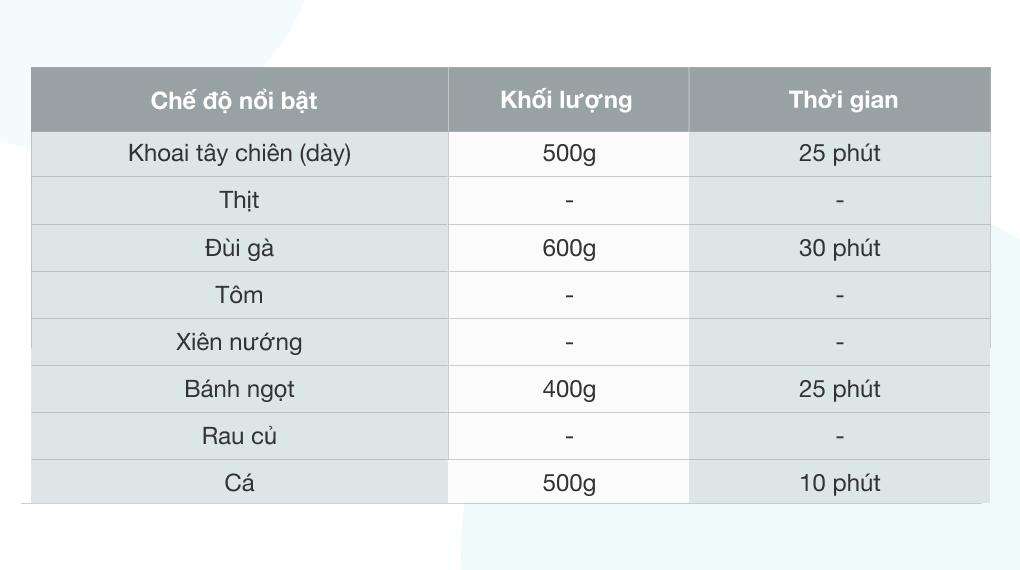 Chế độ nổi bật Khối lượng Thời gian
Khoai tây chiên (dày) 500g 25 phút
Thịt - -
Đùi gà 600g 30 phút
Tôm - -
Xiên nướng - -
Bánh ngọt 400g 25 phút
Rau củ - -
Cá 500g 10 phút